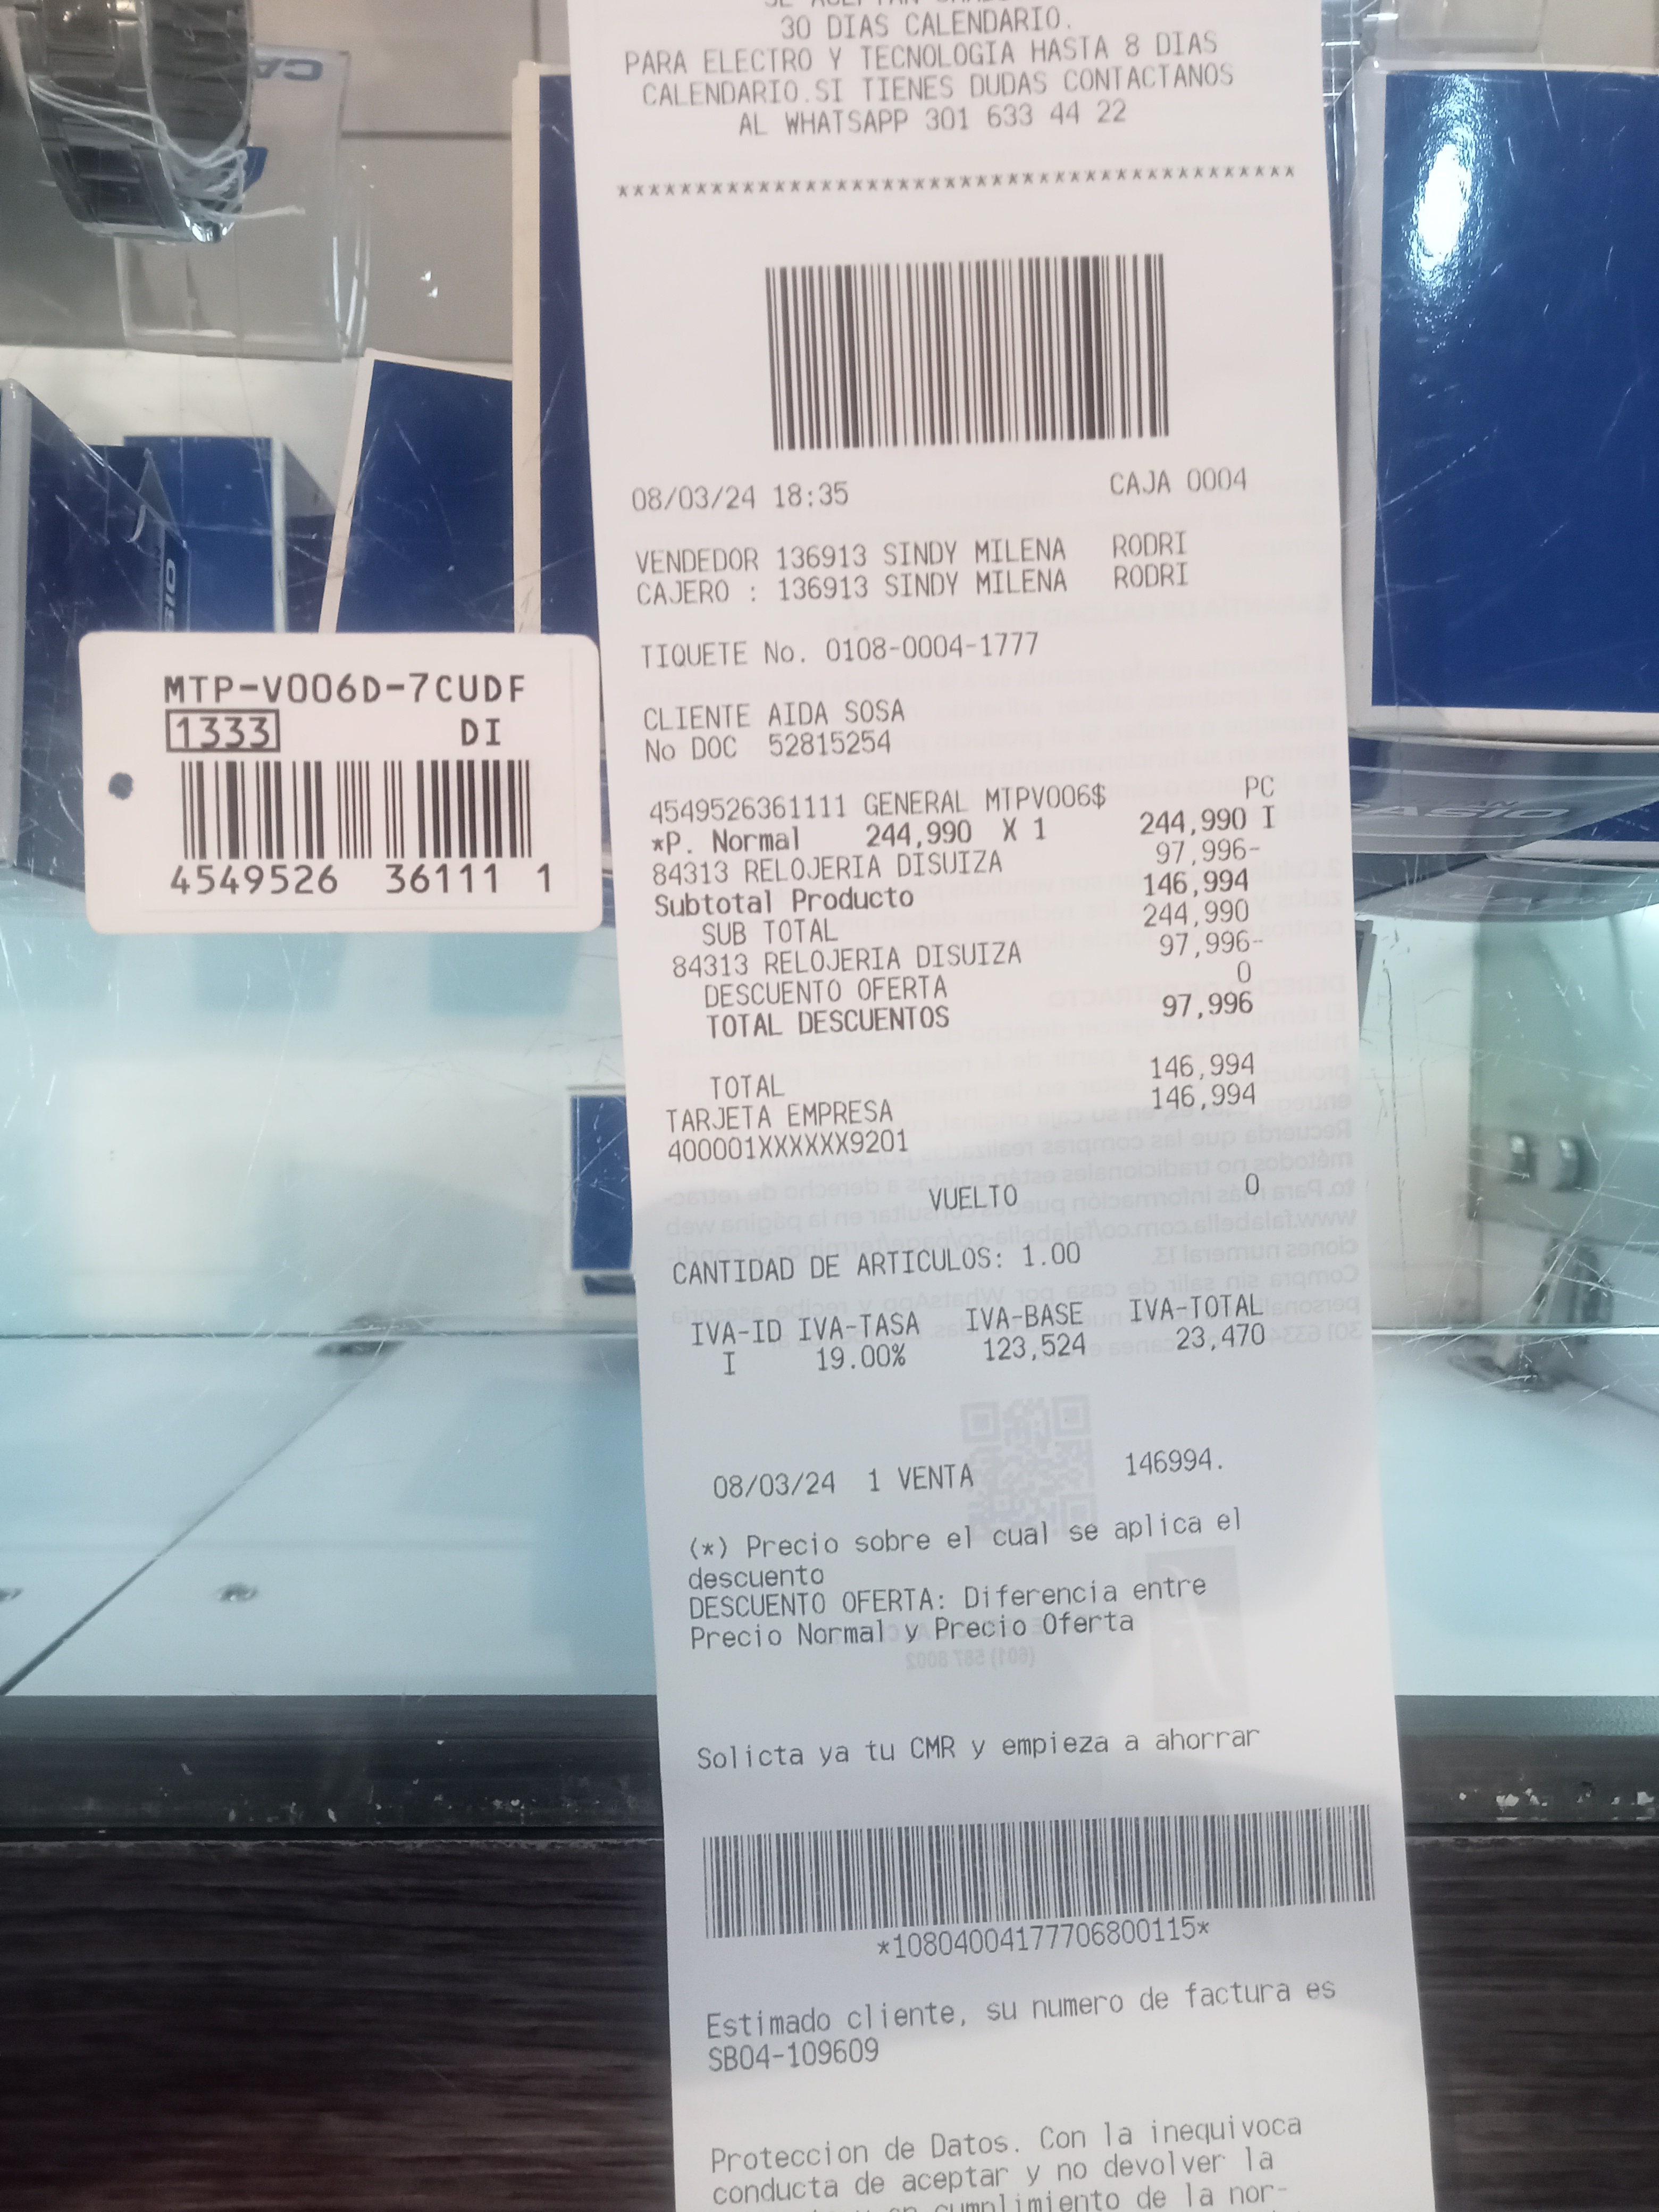 30 DIAS CALENDARIO.
PARA ELECTRO Y TECNOLOGIA HASTA 8 DIAS
CALENDARIO.SI TIENES DUDAS CONTACTANOS
AL WHATSAPP 301 633 44 22
********************************************
08/03/24 18:35 CAJA 0004
VENDEDOR 136913 SINDY MILENA RODRI
CAJERO : 136913 SINDY MILENA RODRI
TIQUETE No. 0108-0004-1777
CLIENTE AIDA SOSA
No DOC 52815254
PC
4549526361111 GENERAL MTPV006$
*P. Normal 244,990 X 1 244,990 I
84313 RELOJERIA DISUIZA 97,996-
Subtotal Producto 146,994
SUB TOTAL 244,990
84313 RELOJERIA DISUIZA 97,996-
DESCUENTO OFERTA 0
TOTAL DESCUENTOS 97,996
TOTAL 146,994
TARJETA EMPRESA 146,994
400001XXXXXX9201
VUELTO 0
CANTIDAD DE ARTICULOS: 1.00
IVA-ID IVA-TASA IVA-BASE IVA-TOTAL
I 19.00% 123,524 23,470
08/03/24 1 VENTA 146994.
(*) Precio sobre el cual se aplica el
descuento
DESCUENTO OFERTA: Diferencia entre
Precio Normal y Precio Oferta
Solicta ya tu CMR y empieza a ahorrar
*10804004177706800115*
Estimado cliente, su numero de factura es
SB04-109609
Proteccion de Datos. Con la inequivoca
conducta de aceptar y no devolver la
cumplimiento de la nor-
MTP-V006D-7CUDF
1333 DI
4549526 36111 1
CASIO